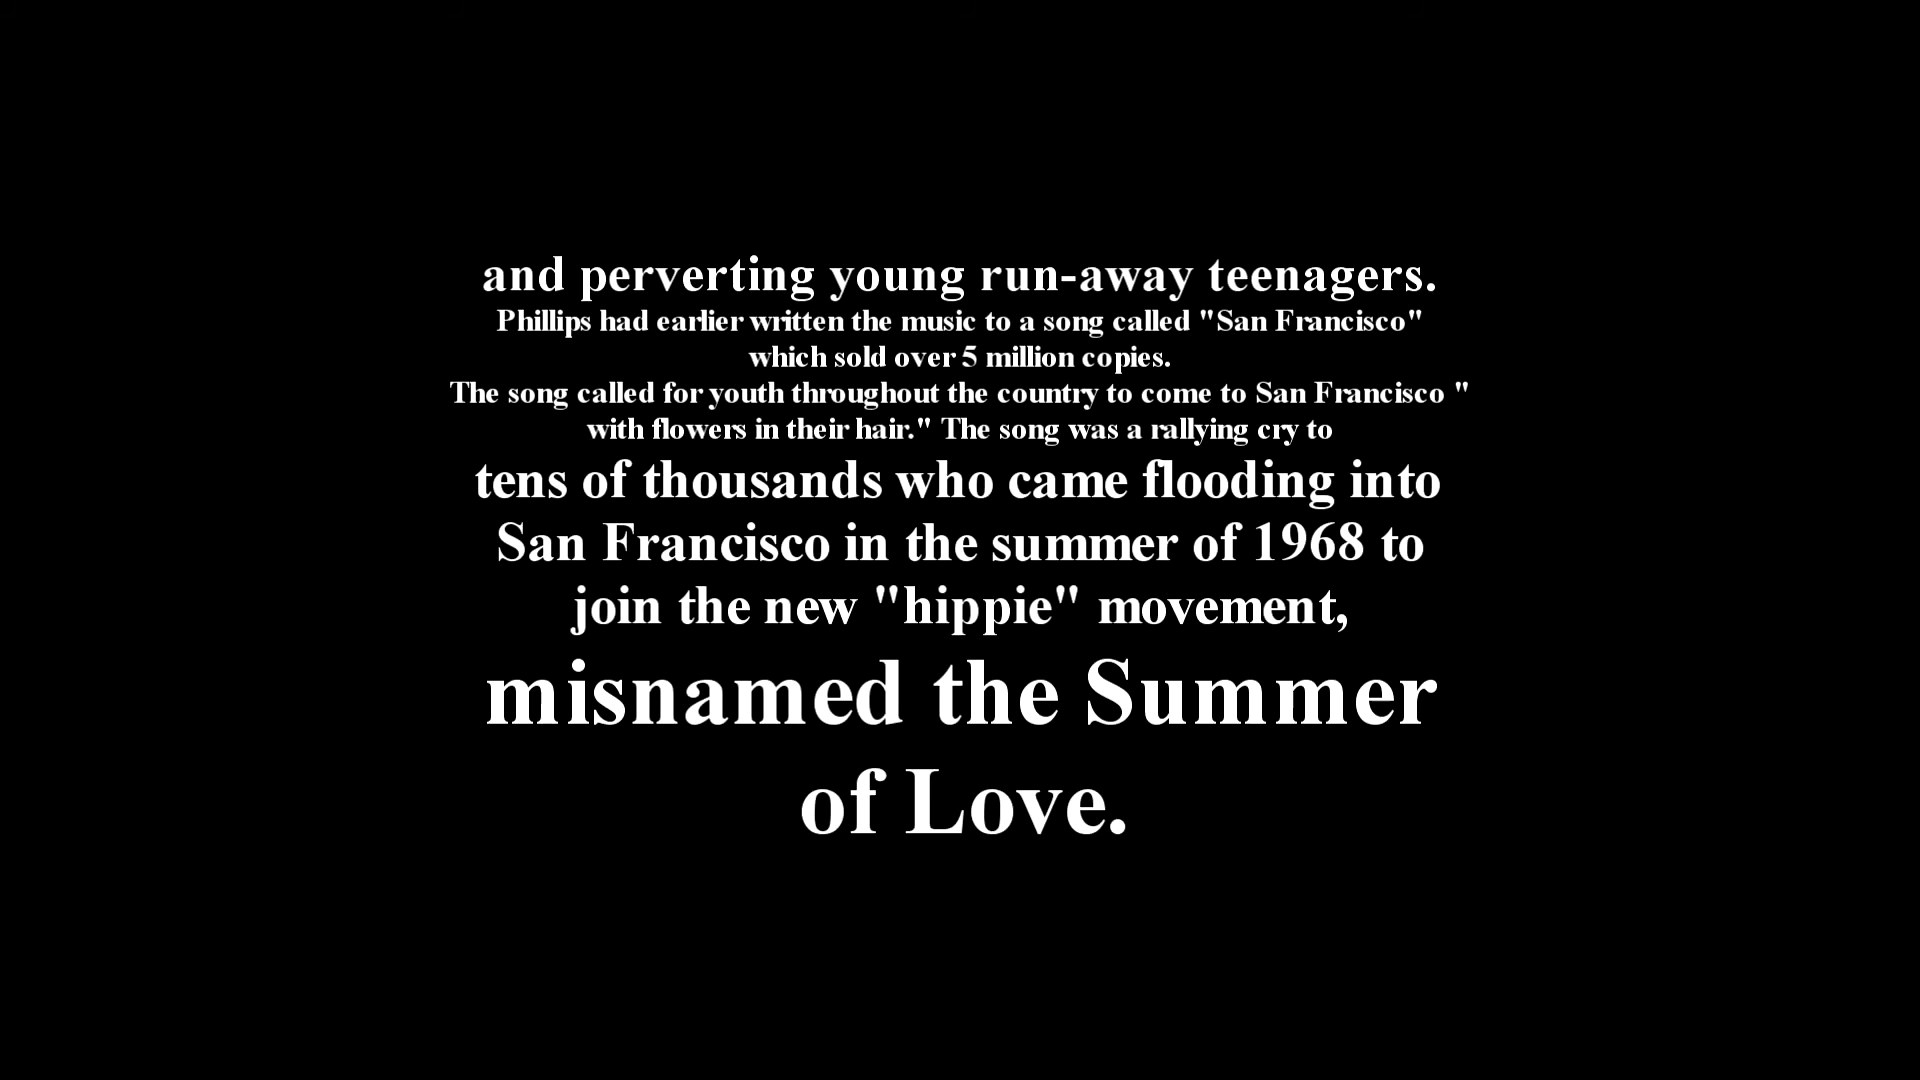 and perverting young run-away teenagers.
Phillips had earlier written the music to a song called "San Francisco"
which sold over 5 million copies.
The song called for youth throughout the country to come to San Francisco "
with flowers in their hair." The song was a rallying cry to
tens of thousands who came flooding into
San Francisco in the summer of 1968 to
join the new "hippie" movement,
misnamed the Summer
of Love.